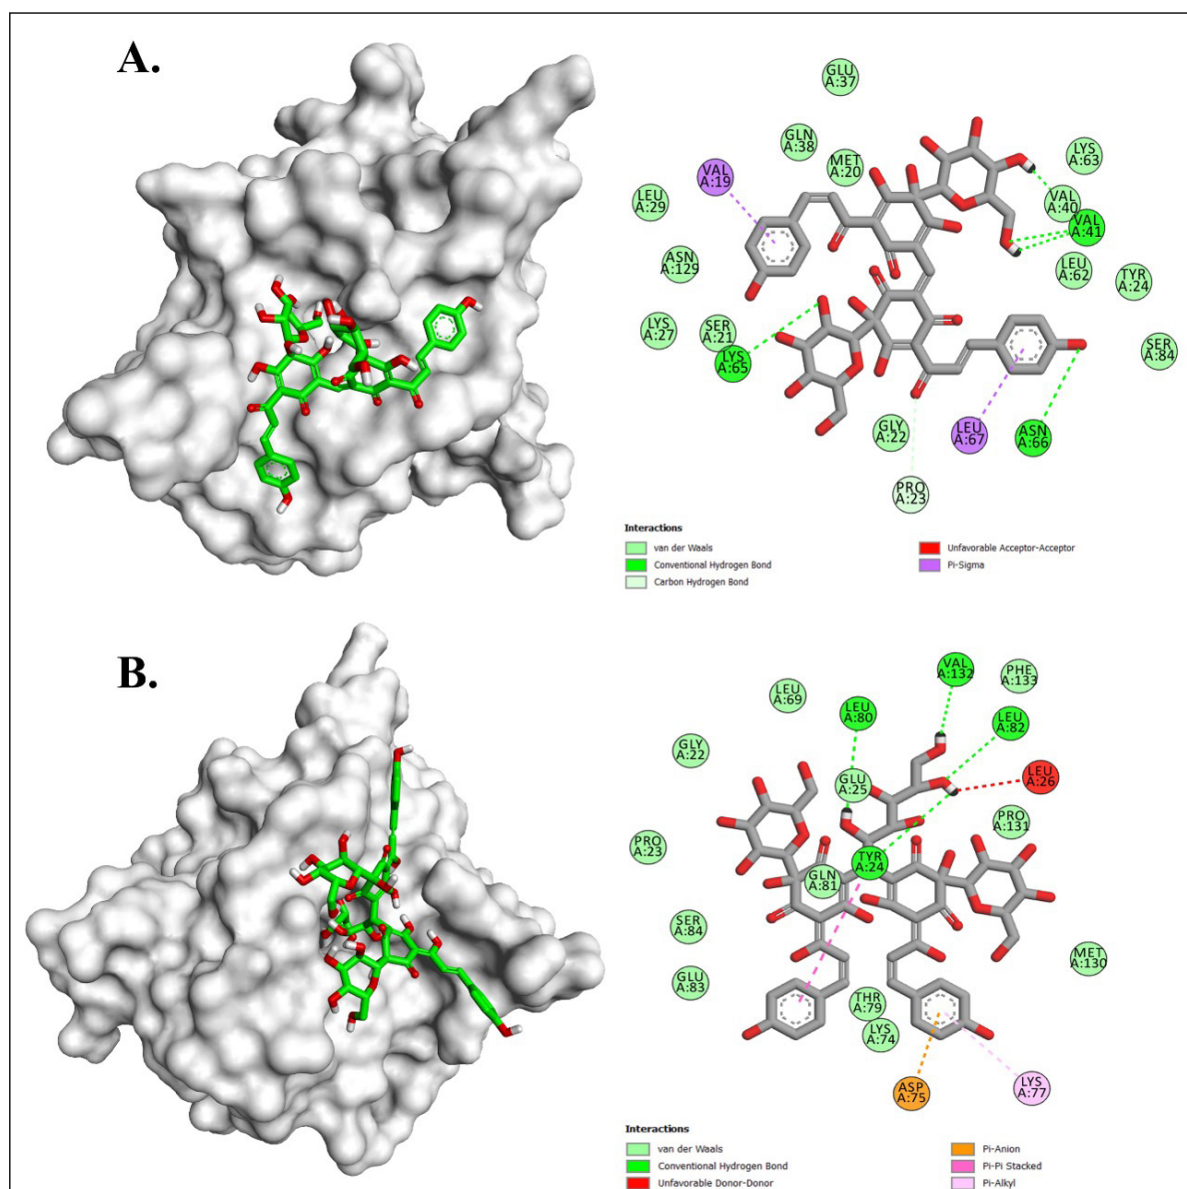 A.
GLU
A:37
GLN
A:38
MET
A:20
LYS
A:63
VAL
A:19
VAL
A:40
LEU
A:29
VAL
A:41
ASN
A:129
LEU
A:62
TYR
A:24
LYS
A:27
SER
A:21
LYS
A:65
SER
A:84
GLY
A:22
LEU
A:67
ASN
A:66
PRO
A:23
Interactions
van der Waals
Conventional Hydrogen Bond
Carbon Hydrogen Bond
Unfavorable Acceptor-Acceptor
Pi-Sigma
B.
VAL
A:132
PHE
A:133
LEU
A:69
LEU
A:80
LEU
A:82
GLY
A:22
GLU
A:25
LEU
A:26
PRO
A:131
PRO
A:23
TYR
A:24
GLN
A:81
SER
A:84
MET
A:130
GLU
A:83
THR
A:79
LYS
A:74
ASP
A:75
LYS
A:77
Interactions
van der Waals
Conventional Hydrogen Bond
Unfavorable Donor-Donor
Pi-Anion
Pi-Pi Stacked
Pi-Alkyl